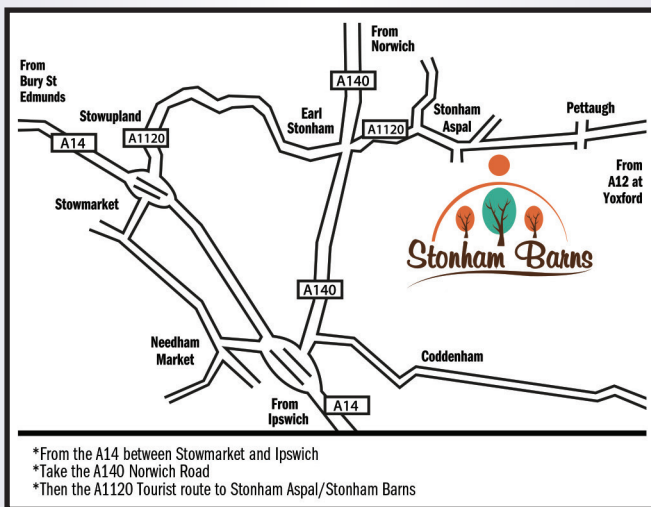 From
Norwich
From
Bury St
Edmunds
A140
Stowupland
Earl
Stonham
Stonham
Aspal
Pettaugh
A1120
A1120
A14
From
A12 at
Yoxford
Stowmarket
Stonham Barns
A140
Needham
Market
Coddenham
From
Ipswich
A14
*From the A14 between Stowmarket and Ipswich
*Take the A140 Norwich Road
*Then the A1120 Tourist route to Stonham Aspal/Stonham Barns